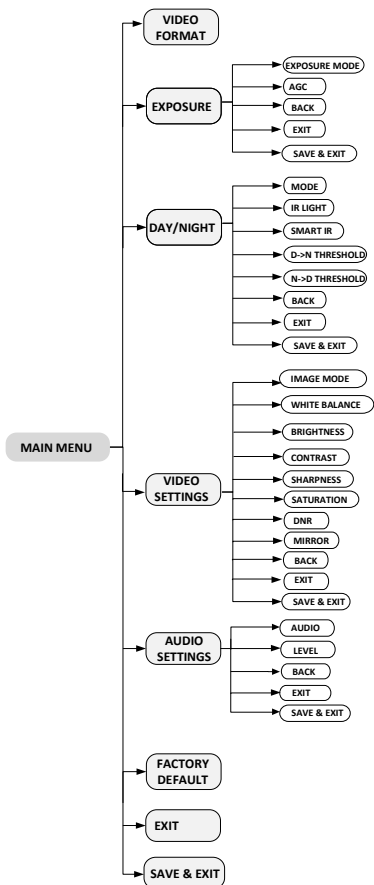 MAIN MENU
VIDEO
FORMAT
EXPOSURE
EXPOSURE MODE
AGC
BACK
EXIT
SAVE & EXIT
DAY/NIGHT
MODE
IR LIGHT
SMART IR
D->N THRESHOLD
N->D THRESHOLD
BACK
EXIT
SAVE & EXIT
VIDEO
SETTINGS
IMAGE MODE
WHITE BALANCE
BRIGHTNESS
CONTRAST
SHARPNESS
SATURATION
DNR
MIRROR
BACK
EXIT
SAVE & EXIT
AUDIO
SETTINGS
AUDIO
LEVEL
BACK
EXIT
SAVE & EXIT
FACTORY
DEFAULT
EXIT
SAVE & EXIT